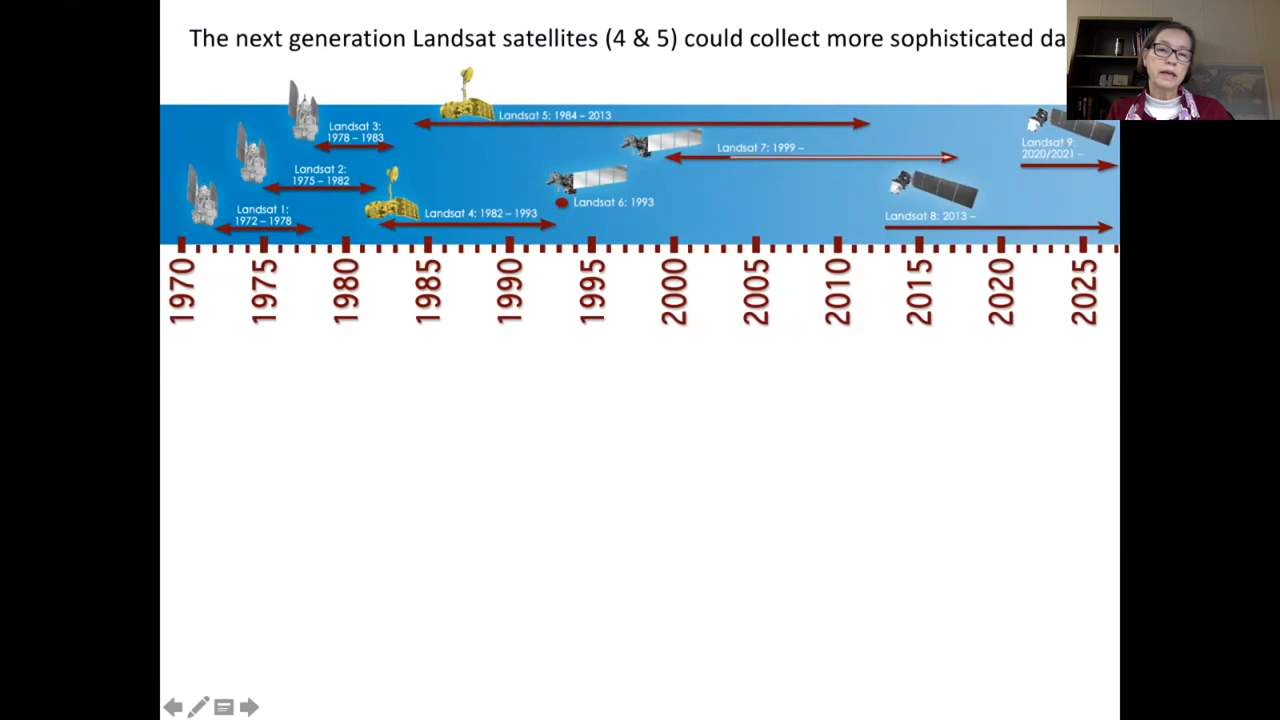 The next generation Landsat satellites (4 & 5) could collect more sophisticated da
Landsat 5: 1984 – 2013
Landsat 3:
1978 – 1983
Landsat 7: 1999 –
Landsat 9:
2020/2021 –
Landsat 2:
1975 – 1982
Landsat 6: 1993
Landsat 1:
1972 – 1978
Landsat 4: 1982 – 1993
Landsat 8: 2013 –
1970
1975
1980
1985
1990
1995
2000
2005
2010
2015
2020
2025